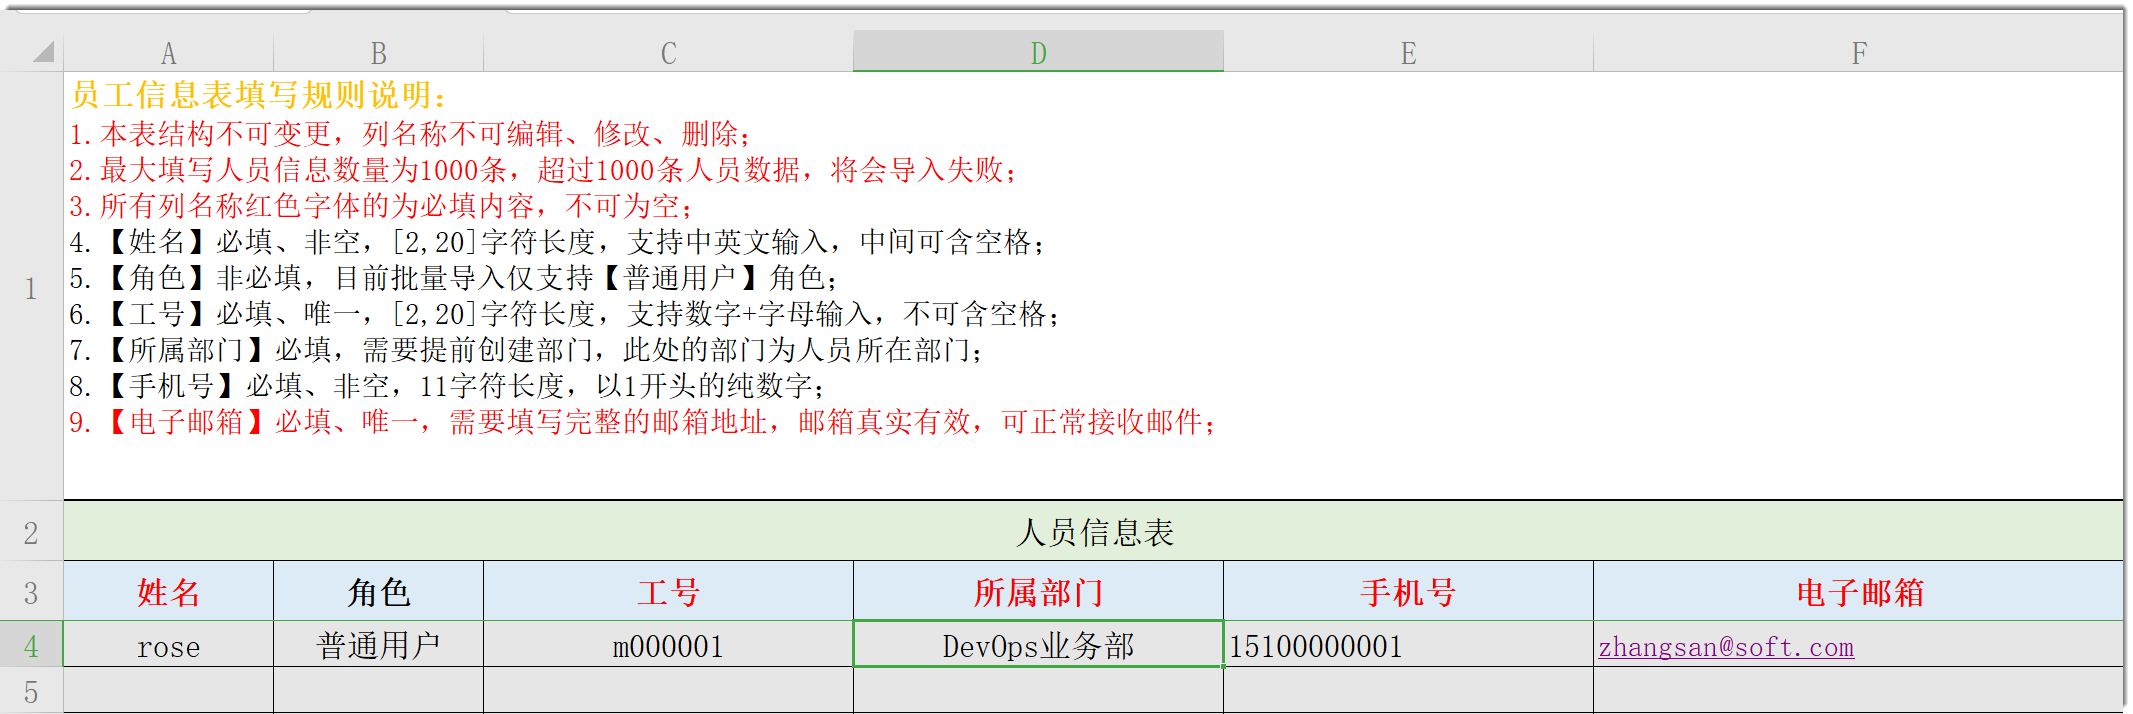 A B C D E F
1
员工信息表填写规则说明：
1.本表结构不可变更，列名称不可编辑、修改、删除；
2.最大填写人员信息数量为1000条，超过1000条人员数据，将会导入失败；
3.所有列名称红色字体的为必填内容，不可为空；
4.【姓名】必填、非空，[2,20]字符长度，支持中英文输入，中间可含空格；
5.【角色】非必填，目前批量导入仅支持【普通用户】角色；
6.【工号】必填、唯一，[2,20]字符长度，支持数字+字母输入，不可含空格；
7.【所属部门】必填，需要提前创建部门，此处的部门为人员所在部门；
8.【手机号】必填、非空，11字符长度，以1开头的纯数字；
9.【电子邮箱】必填、唯一，需要填写完整的邮箱地址，邮箱真实有效，可正常接收邮件；
2 人员信息表
3 姓名 角色 工号 所属部门 手机号 电子邮箱
4 rose 普通用户 m000001 DevOps业务部 15100000001 zhangsan@soft.com
5